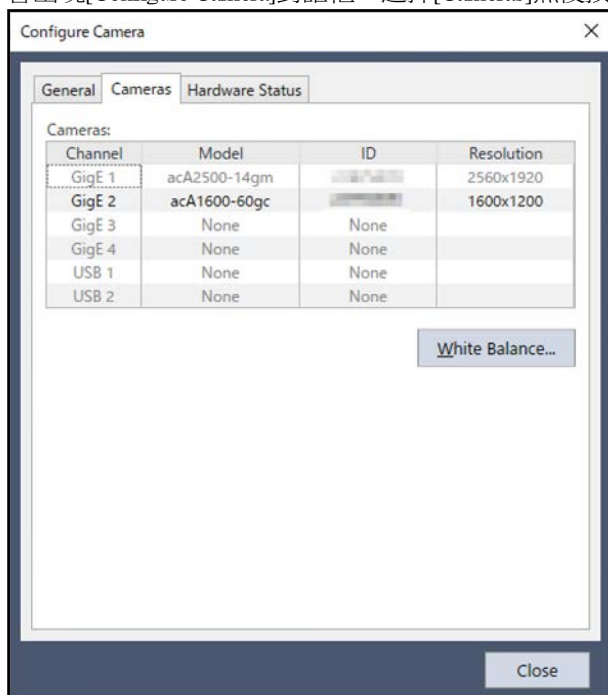 Configure Camera
General Cameras Hardware Status
Cameras:
Channel Model ID Resolution
GigE 1 acA2500-14gm 2560x1920
GigE 2 acA1600-60gc 1600x1200
GigE 3 None None
GigE 4 None None
USB 1 None None
USB 2 None None
White Balance...
Close